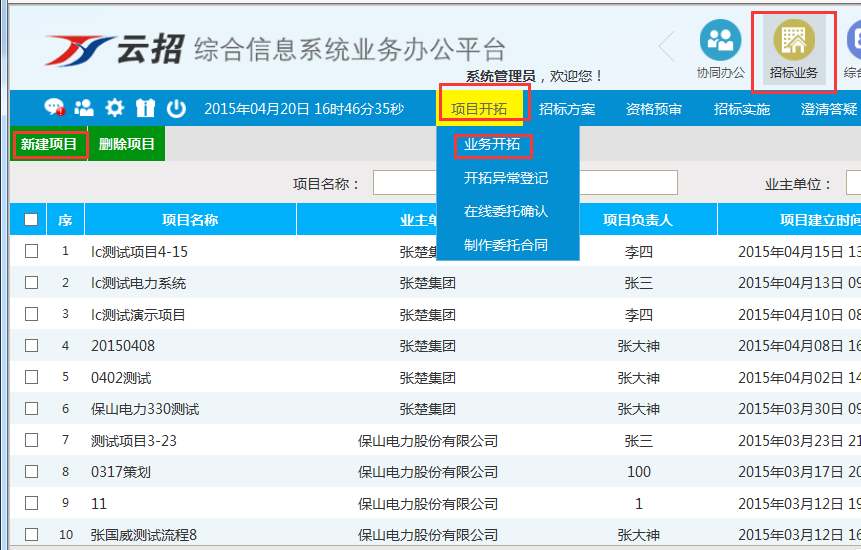 云招 综合信息系统业务办公平台
系统管理员，欢迎您！
协同办公 招标业务 综合
2015年04月20日 16时46分35秒 项目开拓 招标方案 资格预审 招标实施 澄清答疑
新建项目 删除项目 业务开拓
项目名称： 开拓异常登记 业主单位：
在线委托确认
序 项目名称 业主单 项目负责人 项目建立时间
制作委托合同
1 lc测试项目4-15 张楚集 李四 2015年04月15日 13
2 lc测试电力系统 张楚集团 张三 2015年04月13日 09
3 lc测试演示项目 张楚集团 李四 2015年04月10日 08
4 20150408 张楚集团 张大神 2015年04月08日 16
5 0402测试 张楚集团 张大神 2015年04月02日 14
6 保山电力330测试 张楚集团 张大神 2015年03月30日 09
7 测试项目3-23 保山电力股份有限公司 张三 2015年03月23日 21
8 0317策划 保山电力股份有限公司 100 2015年03月17日 20
9 11 保山电力股份有限公司 1 2015年03月12日 19
10 张国威测试流程8 保山电力股份有限公司 张大神 2015年03月12日 16